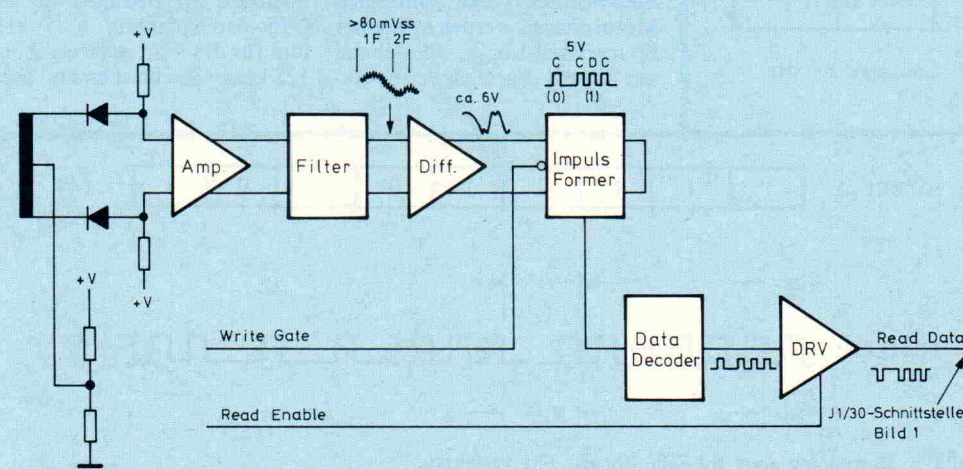 +V
>80 mVss
1F 2F
5V
C C D C
(0) (1)
ca. 6V
Amp.
Filter
Diff.
Impuls
Former
+V
+V
Write Gate
Data
Decoder
DRV
Read Data
Read Enable
J1/30-Schnittstelle
Bild 1